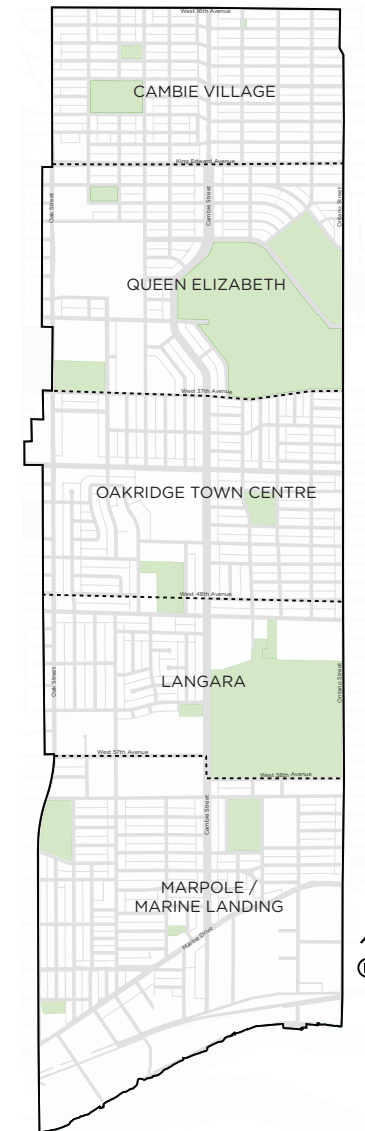 West 16th Avenue
CAMBIE VILLAGE
King Edward Avenue
Oak Street
Cambie Street
Ontario Street
QUEEN ELIZABETH
West 37th Avenue
OAKRIDGE TOWN CENTRE
West 49th Avenue
LANGARA
Oak Street
Ontario Street
West 57th Avenue
West 58th Avenue
Cambie Street
MARPOLE /
MARINE LANDING
Marine Drive